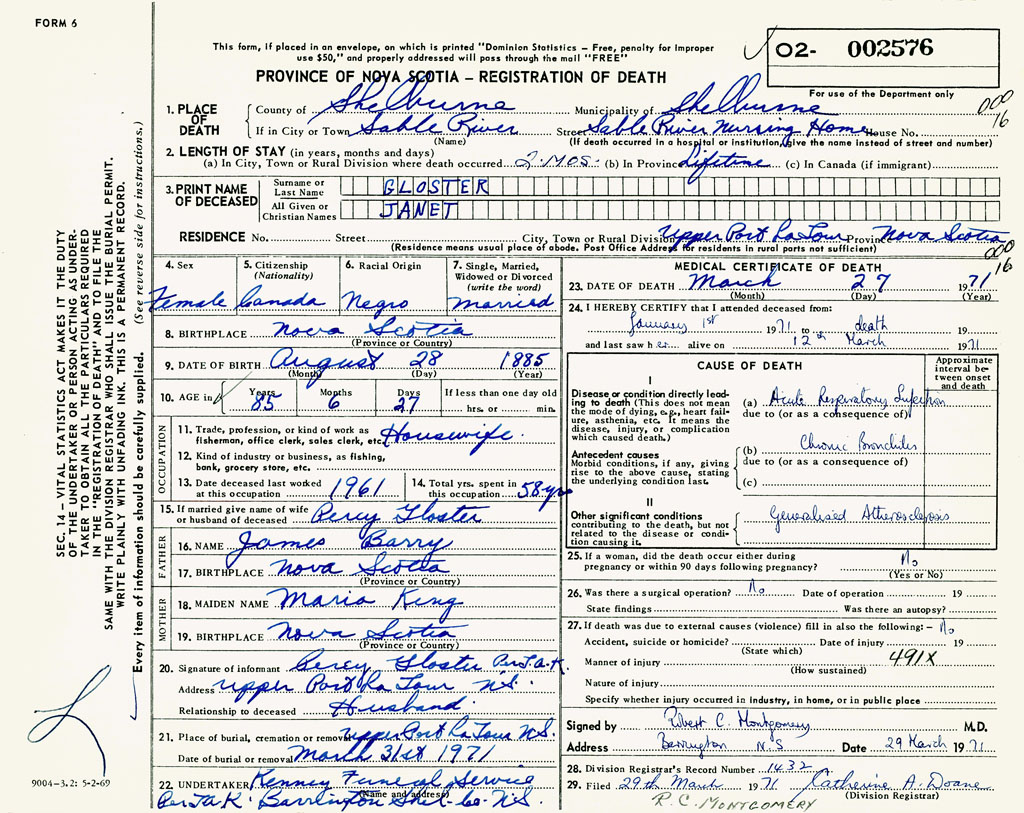 FORM 6
This form, if placed in an envelope, on which is printed "Dominion Statistics – Free, penalty for improper
use $50," and properly addressed will pass through the mail "FREE"
PROVINCE OF NOVA SCOTIA – REGISTRATION OF DEATH
02- 002576
For use of the Department only
000
16
1. PLACE OF DEATH
County of Shelburne Municipality of Shelburne
If in City or Town Sable River Street Sable River Nursing Home House No.
(Name) (If death occurred in a hospital or institution, give the name instead of street and number)
2. LENGTH OF STAY (in years, months and days)
(a) In City, Town or Rural Division where death occurred 2 mos. (b) In Province Lifetime (c) In Canada (if immigrant)
3. PRINT NAME OF DECEASED
Surname or Last Name GLOSTER
All Given or Christian Names JANET
RESIDENCE No. Street City, Town or Rural Division Upper Port La Tour Province Nova Scotia
(Residence means usual place of abode. Post Office Address for residents in rural ports not sufficient)
000
16
4. Sex Female
5. Citizenship (Nationality) Canada
6. Racial Origin Negro
7. Single, Married, Widowed or Divorced (write the word) Married
8. BIRTHPLACE Nova Scotia
(Province or Country)
9. DATE OF BIRTH August 28 1885
(Month) (Day) (Year)
10. AGE in Years 85 Months 6 Days 27 If less than one day old hrs. or min.
OCCUPATION
11. Trade, profession, or kind of work as fisherman, office clerk, sales clerk, etc. Housewife.
12. Kind of industry or business, as fishing, bank, grocery store, etc.
13. Date deceased last worked at this occupation 1961
14. Total yrs. spent in this occupation 58 yrs
15. If married give name of wife or husband of deceased Percy Gloster
FATHER
16. NAME James Barry
17. BIRTHPLACE Nova Scotia
(Province or Country)
MOTHER
18. MAIDEN NAME Maria King
19. BIRTHPLACE Nova Scotia
(Province or Country)
20. Signature of informant Percy Gloster Per J.A.K.
Address Upper Port La Tour N.S.
Relationship to deceased Husband
21. Place of burial, cremation or removal Upper Port La Tour N.S.
Date of burial or removal March 31st 1971
22. UNDERTAKER Kenney Funeral Service
(Name and address)
Per J.A.K. Barrington Shel. Co. N.S.
MEDICAL CERTIFICATE OF DEATH
23. DATE OF DEATH March 27 1971
(Month) (Day) (Year)
24. I HEREBY CERTIFY that I attended deceased from:
January 1st 1971 to death 19
and last saw her alive on 12th March 1971
CAUSE OF DEATH
Approximate interval between onset and death
I
Disease or condition directly leading to death (This does not mean the mode of dying, e.g., heart failure, asthenia, etc. It means the disease, injury, or complication which caused death.)
(a) Acute Respiratory Infection
due to (or as a consequence of)
Antecedent causes
Morbid conditions, if any, giving rise to the above cause, stating the underlying condition last.
(b) Chronic Bronchitis
due to (or as a consequence of)
(c)
II
Other significant conditions
contributing to the death, but not related to the disease or condition causing it.
Generalised Atherosclerosis
25. If a woman, did the death occur either during pregnancy or within 90 days following pregnancy? No
(Yes or No)
26. Was there a surgical operation? No Date of operation 19
State findings Was there an autopsy?
27. If death was due to external causes (violence) fill in also the following:– No
Accident, suicide or homicide? Date of injury 19
(State which)
Manner of injury 491X
(How sustained)
Nature of injury
Specify whether injury occurred in industry, in home, or in public place
Signed by Robert C. Montgomery M.D.
Address Barrington N.S Date 29 March 1971
28. Division Registrar's Record Number 1432
29. Filed 29th March 1971 Catherine A. Doane
(Division Registrar)
R.C. MONTGOMERY
SEC. 14 – VITAL STATISTICS ACT MAKES IT THE DUTY
OF THE UNDERTAKER OR PERSON ACTING AS UNDER-
TAKER TO OBTAIN ALL THE PARTICULARS REQUIRED
IN THE "REGISTRATION OF DEATH" AND TO FILE THE
SAME WITH THE DIVISION REGISTRAR WHO SHALL ISSUE THE BURIAL PERMIT.
WRITE PLAINLY WITH UNFADING INK. THIS IS A PERMANENT RECORD.
Every item of information should be carefully supplied. (See reverse side for instructions.)
9004-3.2: 5-2-69